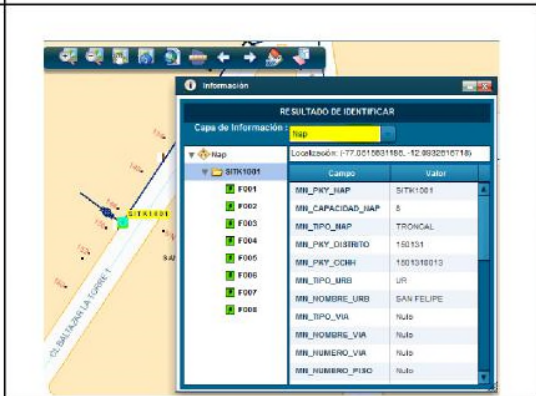 Información
RESULTADO DE IDENTIFICAR
Capa de Información :
Nap
Nap
Localización:
SITK1001
F001
F002
F003
F004
F005
F006
F007
F008
Campo Valor
MN_PKY_NAP SITK1001
MN_CAPACIDAD_NAP 8
MN_TIPO_NAP TRONCAL
MN_PKY_DISTRITO 150131
MN_PKY_CCHH
MN_TIPO_URB UR
MN_NOMBRE_URB SAN FELIPE
MN_TIPO_VIA Nulo
MN_NOMBRE_VIA Nulo
MN_NUMERO_VIA Nulo
MN_NUMERO_PISO Nulo
SITK1001
CL BALTAZAR LA TORRE 1